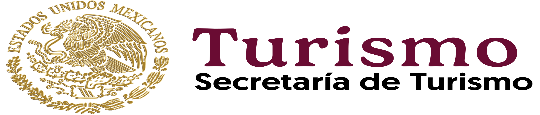 ESTADOS UNIDOS MEXICANOS
Turismo
Secretaría de Turismo